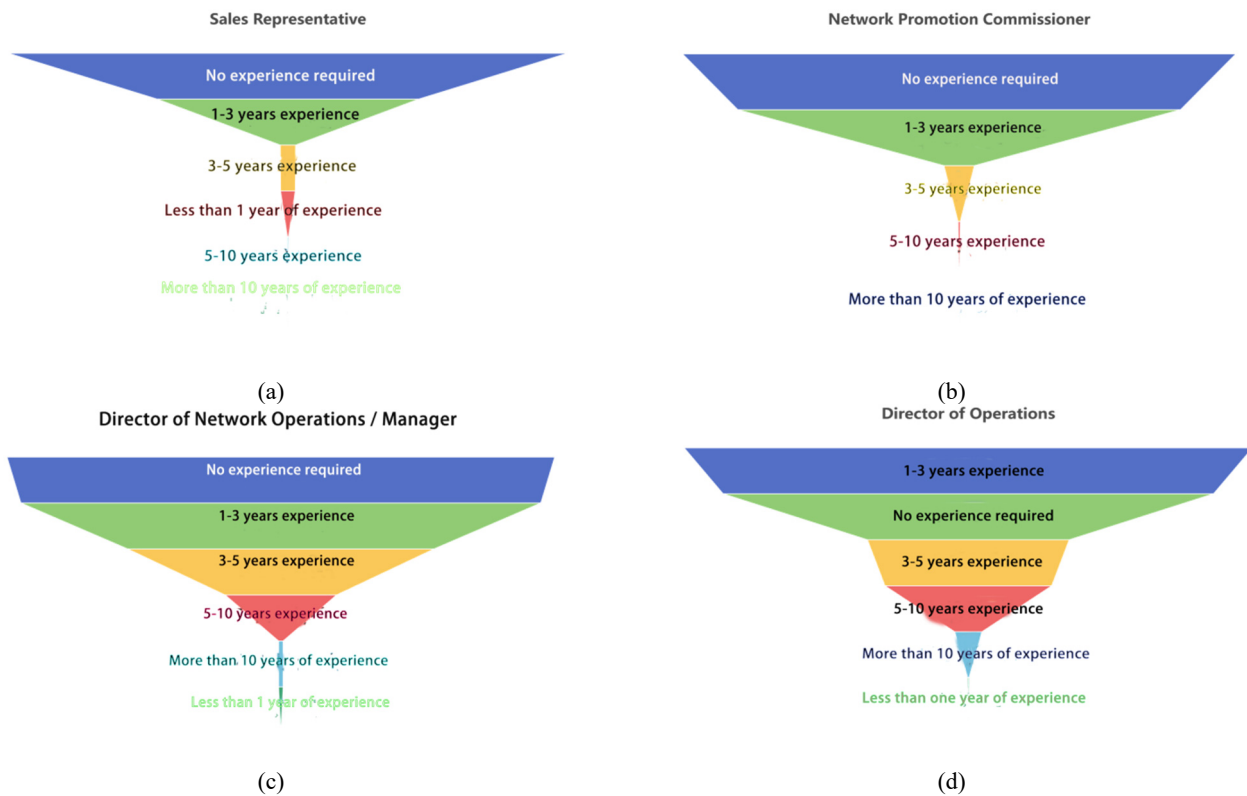 Sales Representative
No experience required
1-3 years experience
3-5 years experience
Less than 1 year of experience
5-10 years experience
More than 10 years of experience
(a)
Network Promotion Commissioner
No experience required
1-3 years experience
3-5 years experience
5-10 years experience
More than 10 years of experience
(b)
Director of Network Operations / Manager
No experience required
1-3 years experience
3-5 years experience
5-10 years experience
More than 10 years of experience
Less than 1 year of experience
(c)
Director of Operations
1-3 years experience
No experience required
3-5 years experience
5-10 years experience
More than 10 years of experience
Less than one year of experience
(d)